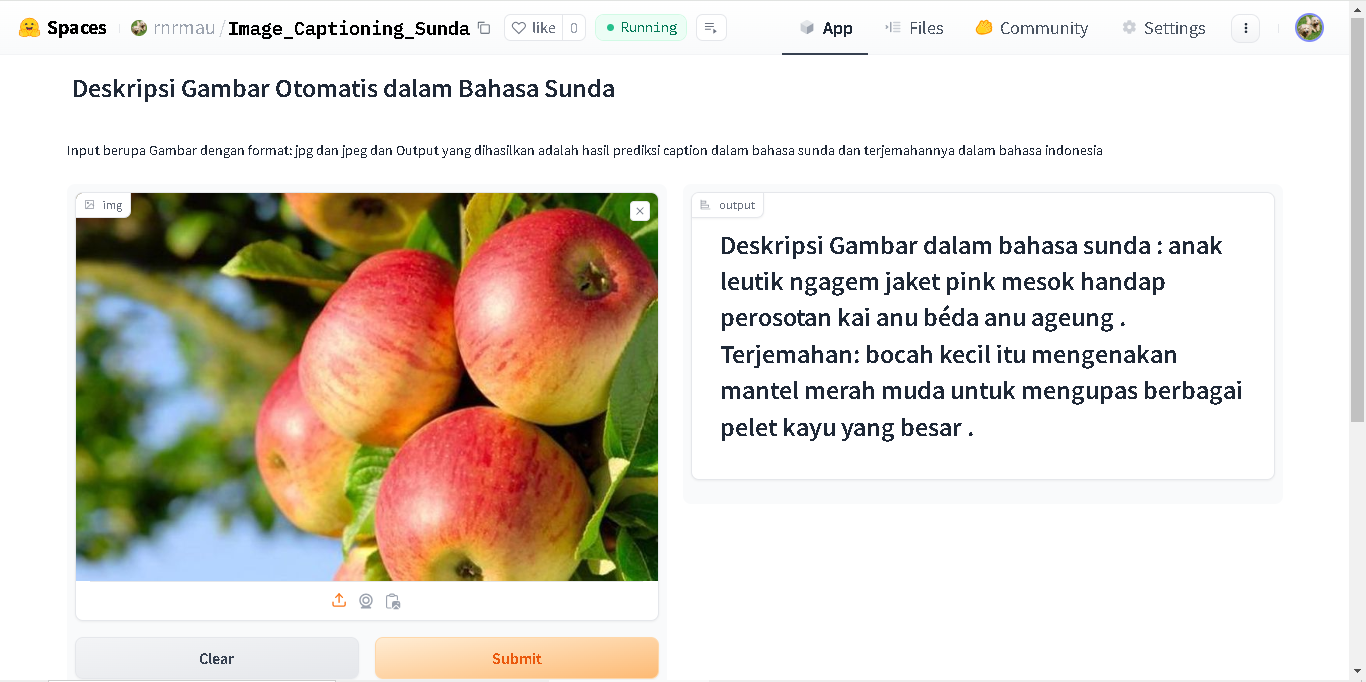 Spaces
rnrmau/Image_Captioning_Sunda
like 0
Running
App
Files
Community
Settings
Deskripsi Gambar Otomatis dalam Bahasa Sunda
Input berupa Gambar dengan format: jpg dan jpeg dan Output yang dihasilkan adalah hasil prediksi caption dalam bahasa sunda dan terjemahannya dalam bahasa indonesia
img
output
Deskripsi Gambar dalam bahasa sunda : anak
leutik ngagem jaket pink mesok handap
perosotan kai anu béda anu ageung .
Terjemahan: bocah kecil itu mengenakan
mantel merah muda untuk mengupas berbagai
pelet kayu yang besar .
Clear
Submit